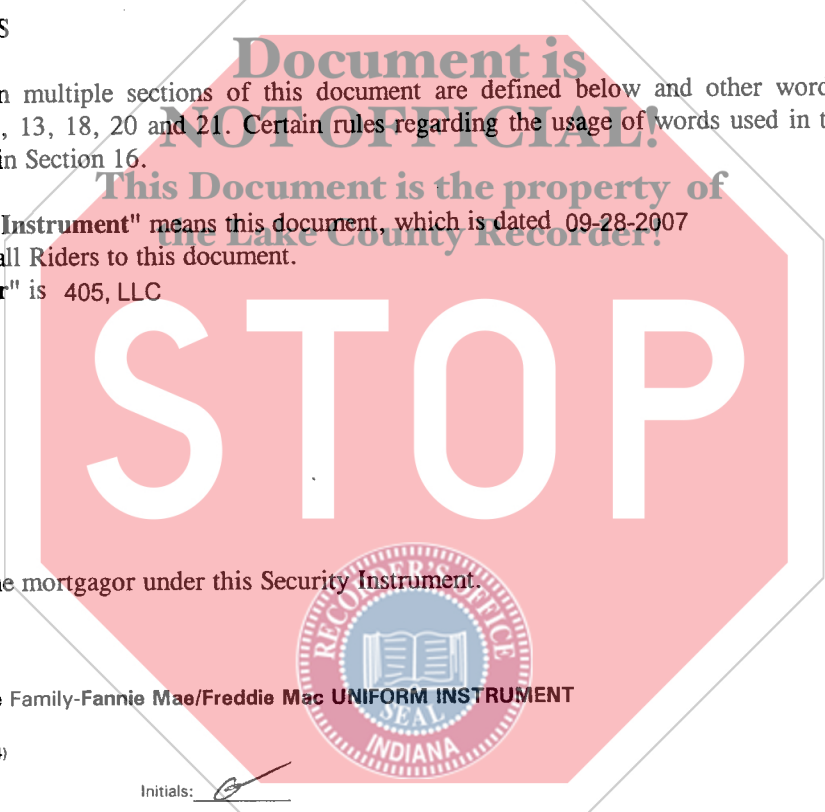 S
Document is
n multiple sections of this document are defined below and other word
, 13, 18, 20 and 21. Certain rules regarding the usage of words used in t
NOT OFFICIAL!
in Section 16.
This Document is the property of
Instrument" means this document, which is dated 09-28-2007
the Lake County Recorder!
all Riders to this document.
r" is 405, LLC
STOP
e mortgagor under this Security Instrument.
RECORDER'S OFFICE
Family-Fannie Mae/Freddie Mac UNIFORM INSTRUMENT
SEAL
INDIANA
Initials: